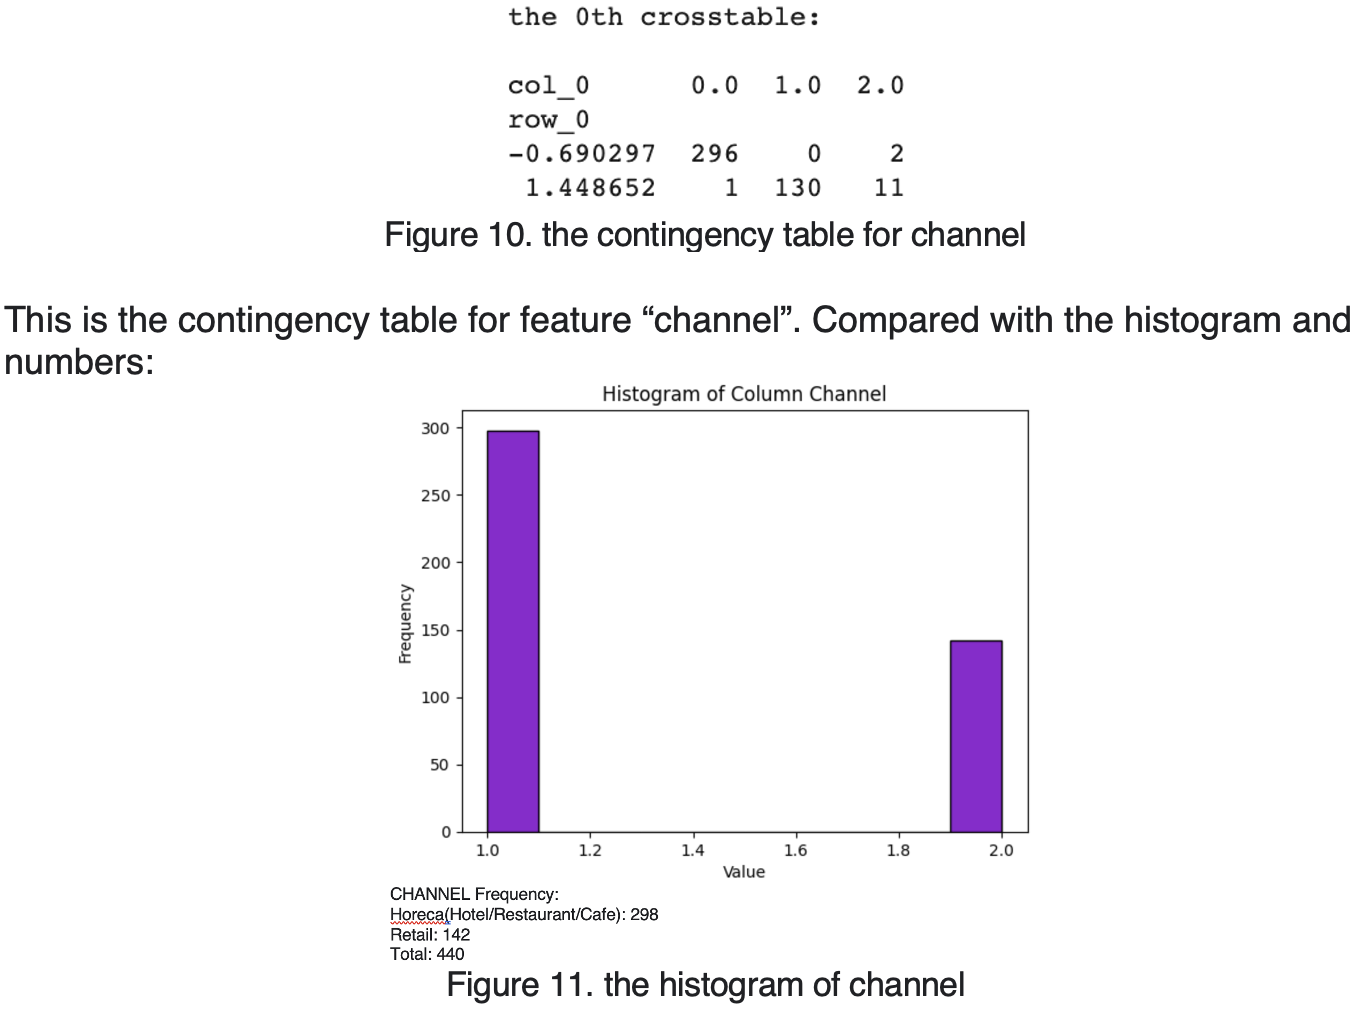 the 0th crosstable:
col_0 0.0 1.0 2.0
row_0
-0.690297 296 0 2
1.448652 1 130 11
Figure 10. the contingency table for channel
This is the contingency table for feature “channel”. Compared with the histogram and
numbers:
Histogram of Column Channel
300
250
200
150
100
50
0
Frequency
1.0 1.2 1.4 1.6 1.8 2.0
Value
CHANNEL Frequency:
Horeca(Hotel/Restaurant/Cafe): 298
Retail: 142
Total: 440
Figure 11. the histogram of channel